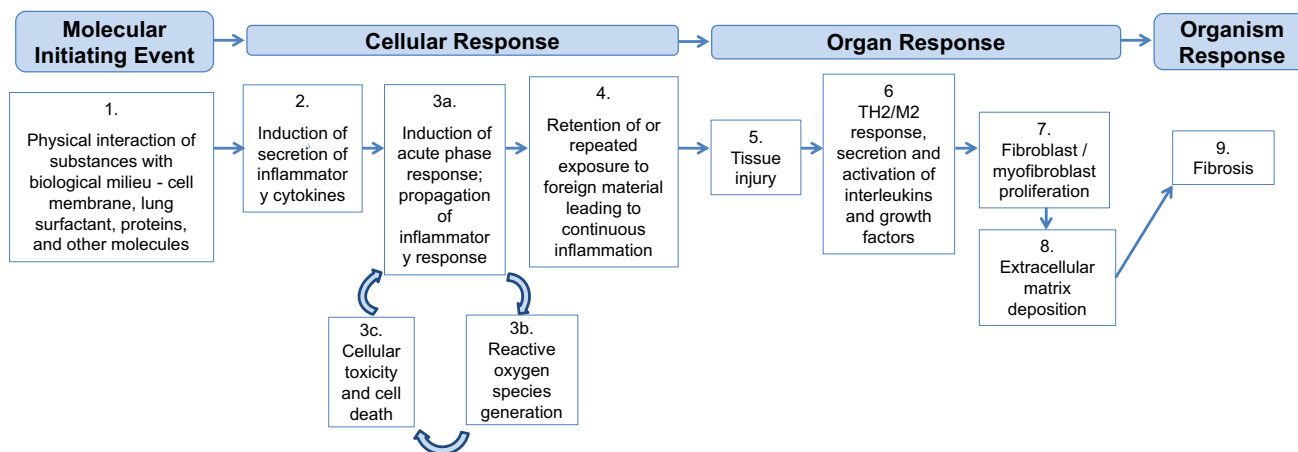 Molecular
Initiating Event
Cellular Response
Organ Response
Organism
Response
1.
Physical interaction of
substances with
biological milieu - cell
membrane, lung
surfactant, proteins,
and other molecules
2.
Induction of
secretion of
inflammator
y cytokines
3a.
Induction of
acute phase
response;
propagation
of
inflammator
y response
4.
Retention of or
repeated
exposure to
foreign material
leading to
continuous
inflammation
5.
Tissue
injury
6
TH2/M2
response,
secretion and
activation of
interleukins
and growth
factors
7.
Fibroblast /
myofibroblast
proliferation
8.
Extracellular
matrix
deposition
9.
Fibrosis
3c.
Cellular
toxicity
and cell
death
3b.
Reactive
oxygen
species
generation